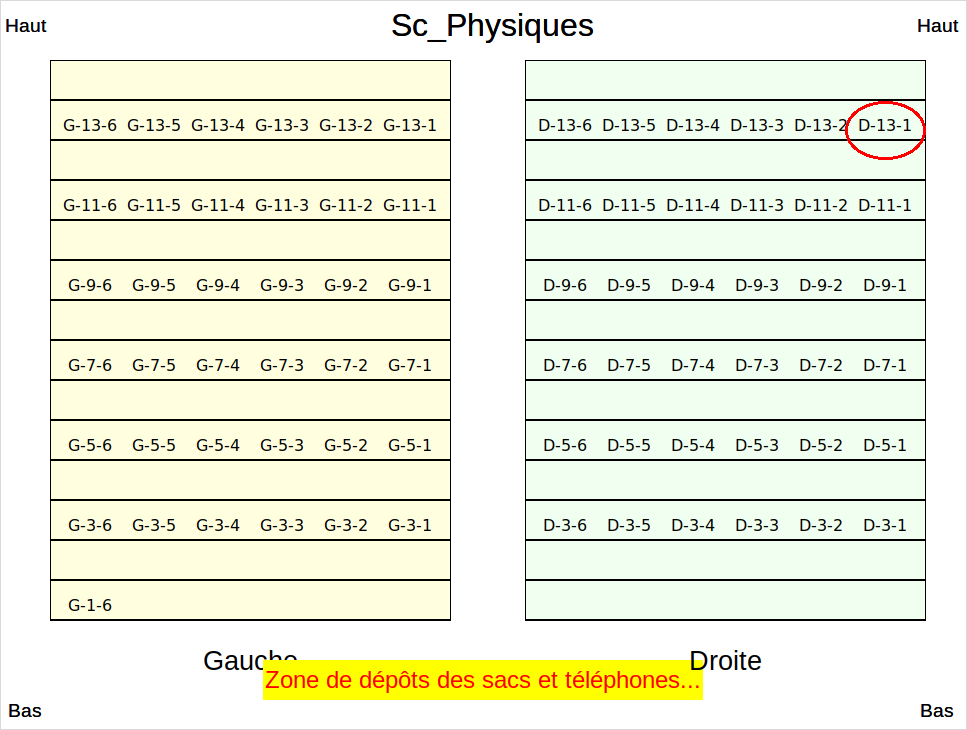 Sc_Physiques
Haut Haut
G-13-6 G-13-5 G-13-4 G-13-3 G-13-2 G-13-1 D-13-6 D-13-5 D-13-4 D-13-3 D-13-2 D-13-1
G-11-6 G-11-5 G-11-4 G-11-3 G-11-2 G-11-1 D-11-6 D-11-5 D-11-4 D-11-3 D-11-2 D-11-1
G-9-6 G-9-5 G-9-4 G-9-3 G-9-2 G-9-1 D-9-6 D-9-5 D-9-4 D-9-3 D-9-2 D-9-1
G-7-6 G-7-5 G-7-4 G-7-3 G-7-2 G-7-1 D-7-6 D-7-5 D-7-4 D-7-3 D-7-2 D-7-1
G-5-6 G-5-5 G-5-4 G-5-3 G-5-2 G-5-1 D-5-6 D-5-5 D-5-4 D-5-3 D-5-2 D-5-1
G-3-6 G-3-5 G-3-4 G-3-3 G-3-2 G-3-1 D-3-6 D-3-5 D-3-4 D-3-3 D-3-2 D-3-1
G-1-6
Gauche Droite
Zone de dépôts des sacs et téléphones...
Bas Bas